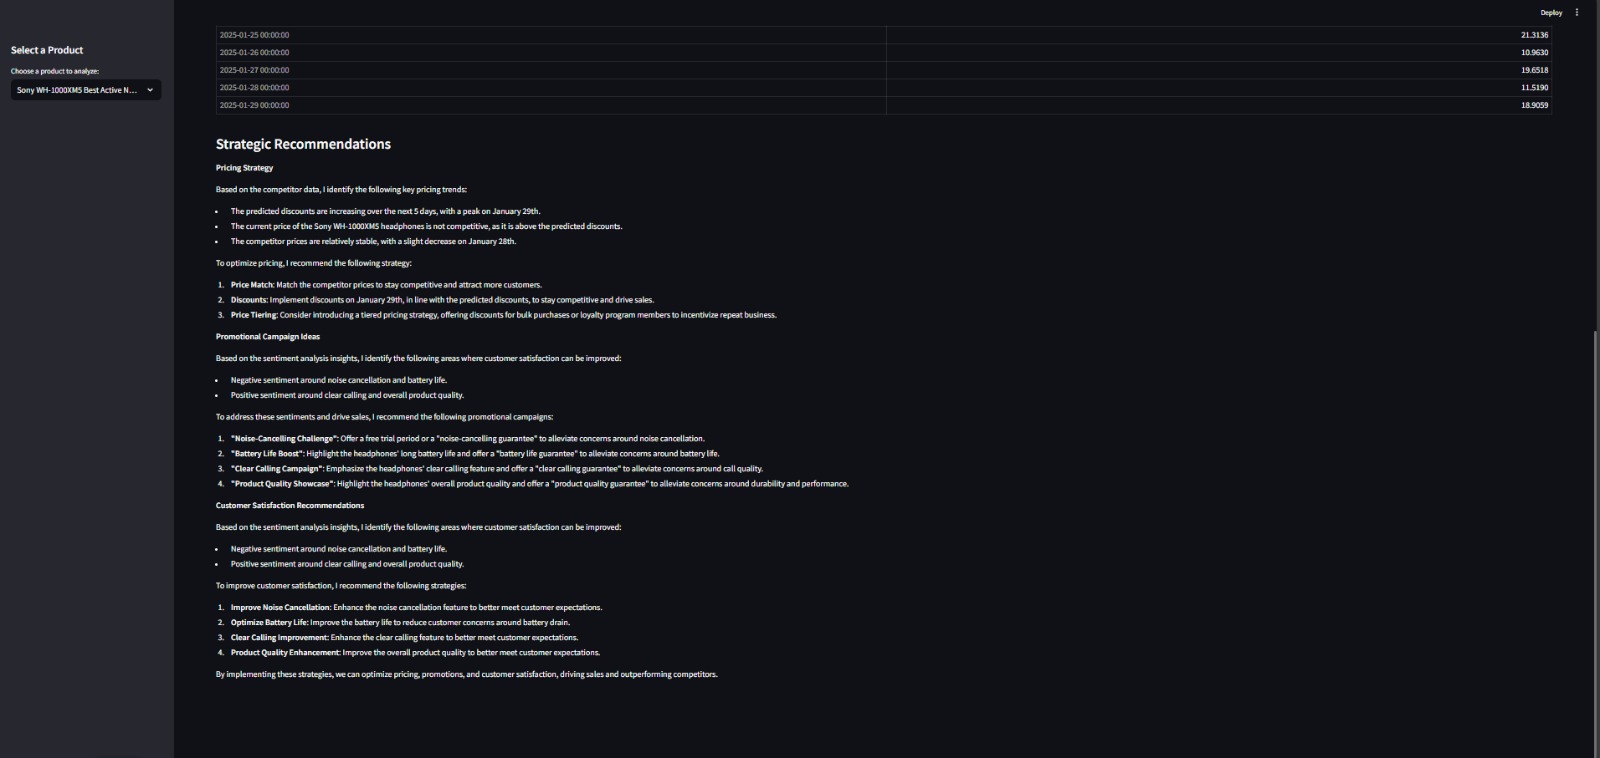 Deploy
Select a Product
Choose a product to analyze:
Sony WH-1000XM5 Best Active N...
2025-01-25 00:00:00 21.3136
2025-01-26 00:00:00 10.9630
2025-01-27 00:00:00 19.6518
2025-01-28 00:00:00 11.5190
2025-01-29 00:00:00 18.9059
Strategic Recommendations
Pricing Strategy
Based on the competitor data, I identify the following key pricing trends:
• The predicted discounts are increasing over the next 5 days, with a peak on January 29th.
• The current price of the Sony WH-1000XM5 headphones is not competitive, as it is above the predicted discounts.
• The competitor prices are relatively stable, with a slight decrease on January 28th.
To optimize pricing, I recommend the following strategy:
1. Price Match: Match the competitor prices to stay competitive and attract more customers.
2. Discounts: Implement discounts on January 29th, in line with the predicted discounts, to stay competitive and drive sales.
3. Price Tiering: Consider introducing a tiered pricing strategy, offering discounts for bulk purchases or loyalty program members to incentivize repeat business.
Promotional Campaign Ideas
Based on the sentiment analysis insights, I identify the following areas where customer satisfaction can be improved:
• Negative sentiment around noise cancellation and battery life.
• Positive sentiment around clear calling and overall product quality.
To address these sentiments and drive sales, I recommend the following promotional campaigns:
1. "Noise-Cancelling Challenge": Offer a free trial period or a "noise-cancelling guarantee" to alleviate concerns around noise cancellation.
2. "Battery Life Boost": Highlight the headphones' long battery life and offer a "battery life guarantee" to alleviate concerns around battery life.
3. "Clear Calling Campaign": Emphasize the headphones' clear calling feature and offer a "clear calling guarantee" to alleviate concerns around call quality.
4. "Product Quality Showcase": Highlight the headphones' overall product quality and offer a "product quality guarantee" to alleviate concerns around durability and performance.
Customer Satisfaction Recommendations
Based on the sentiment analysis insights, I identify the following areas where customer satisfaction can be improved:
• Negative sentiment around noise cancellation and battery life.
• Positive sentiment around clear calling and overall product quality.
To improve customer satisfaction, I recommend the following strategies:
1. Improve Noise Cancellation: Enhance the noise cancellation feature to better meet customer expectations.
2. Optimize Battery Life: Improve the battery life to reduce customer concerns around battery drain.
3. Clear Calling Improvement: Enhance the clear calling feature to better meet customer expectations.
4. Product Quality Enhancement: Improve the overall product quality to better meet customer expectations.
By implementing these strategies, we can optimize pricing, promotions, and customer satisfaction, driving sales and outperforming competitors.